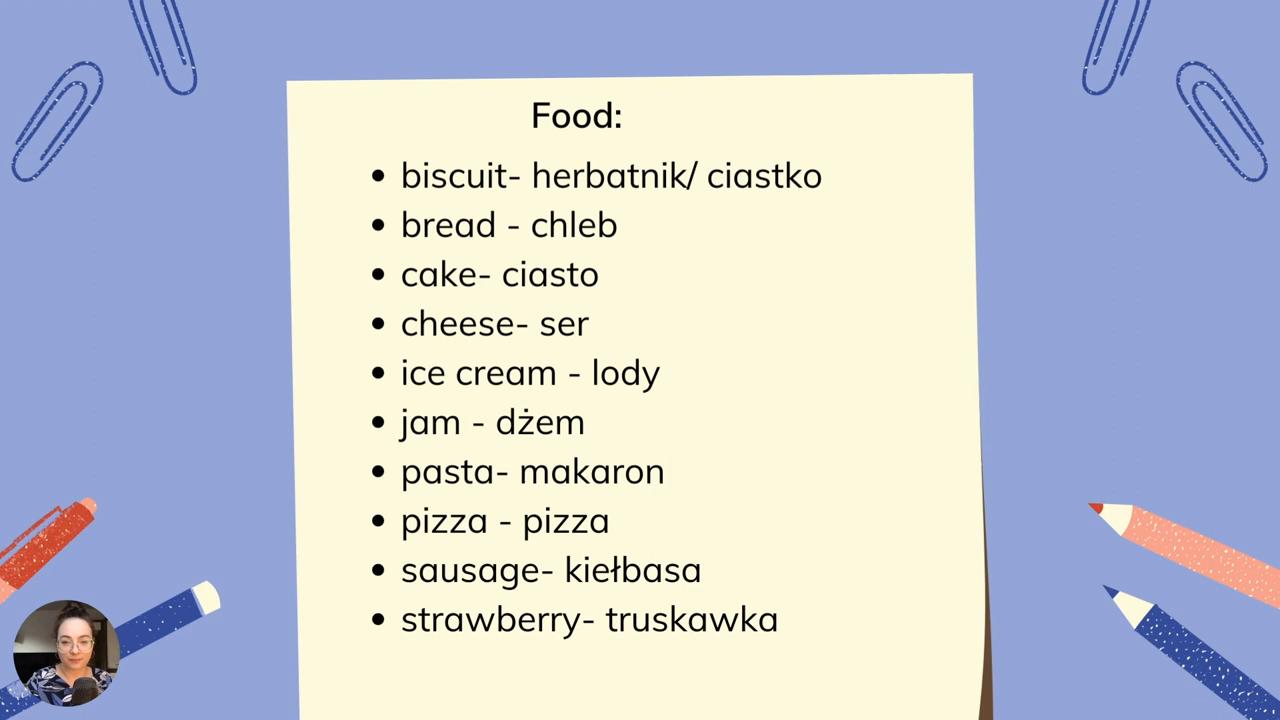 Food:
• biscuit- herbatnik/ ciastko
• bread - chleb
• cake- ciasto
• cheese- ser
• ice cream - lody
• jam - dżem
• pasta- makaron
• pizza - pizza
• sausage- kiełbasa
• strawberry- truskawka